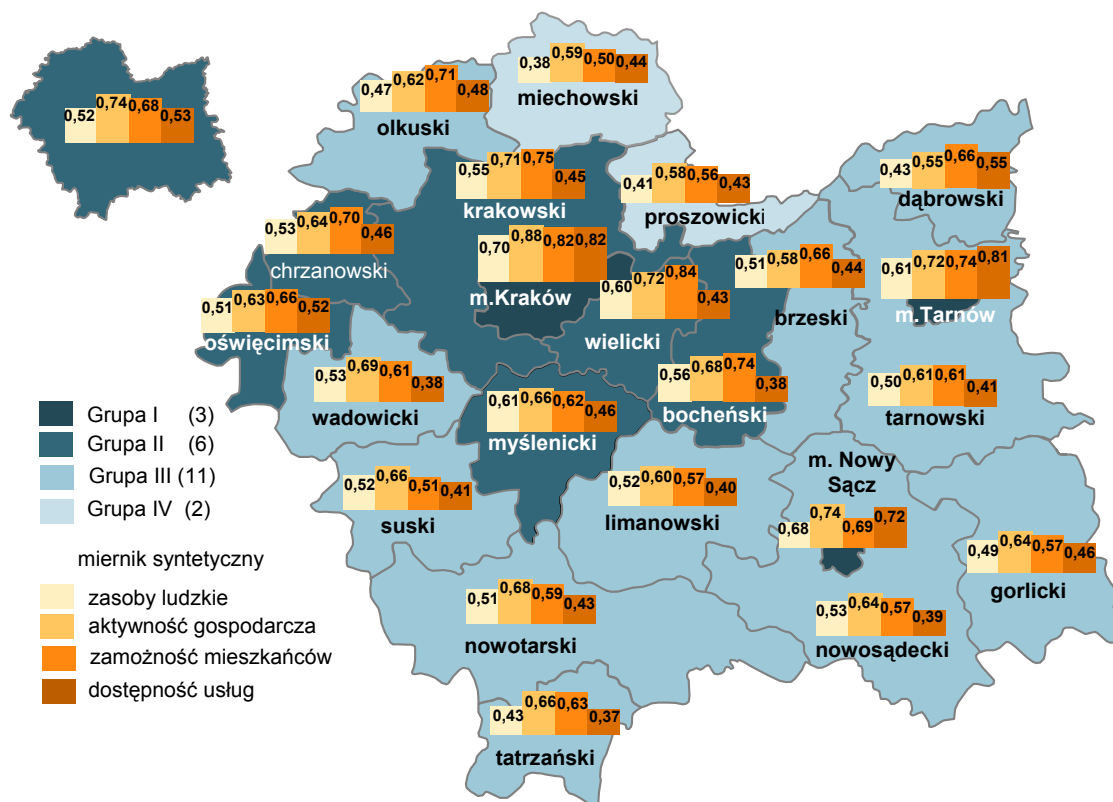 0,52 0,74 0,68 0,53
0,38 0,59 0,50 0,44
miechowski
0,47 0,62 0,71 0,48
olkuski
0,55 0,71 0,75 0,45
krakowski
0,41 0,58 0,56 0,43
proszowicki
0,43 0,55 0,66 0,55
dąbrowski
0,53 0,64 0,70 0,46
chrzanowski
0,70 0,88 0,82 0,82
m.Kraków
0,60 0,72 0,84 0,43
wielicki
0,51 0,58 0,66 0,44
brzeski
0,61 0,72 0,74 0,81
m.Tarnów
0,51 0,63 0,66 0,52
oświęcimski
0,53 0,69 0,61 0,38
wadowicki
0,61 0,66 0,62 0,46
myślenicki
0,56 0,68 0,74 0,38
bocheński
0,50 0,61 0,61 0,41
tarnowski
0,52 0,66 0,51 0,41
suski
0,52 0,60 0,57 0,40
limanowski
m. Nowy
Sącz
0,68 0,74 0,69 0,72
0,49 0,64 0,57 0,46
gorlicki
0,51 0,68 0,59 0,43
nowotarski
0,53 0,64 0,57 0,39
nowosądecki
0,43 0,66 0,63 0,37
tatrzański
Grupa I (3)
Grupa II (6)
Grupa III (11)
Grupa IV (2)
miernik syntetyczny
zasoby ludzkie
aktywność gospodarcza
zamożność mieszkańców
dostępność usług